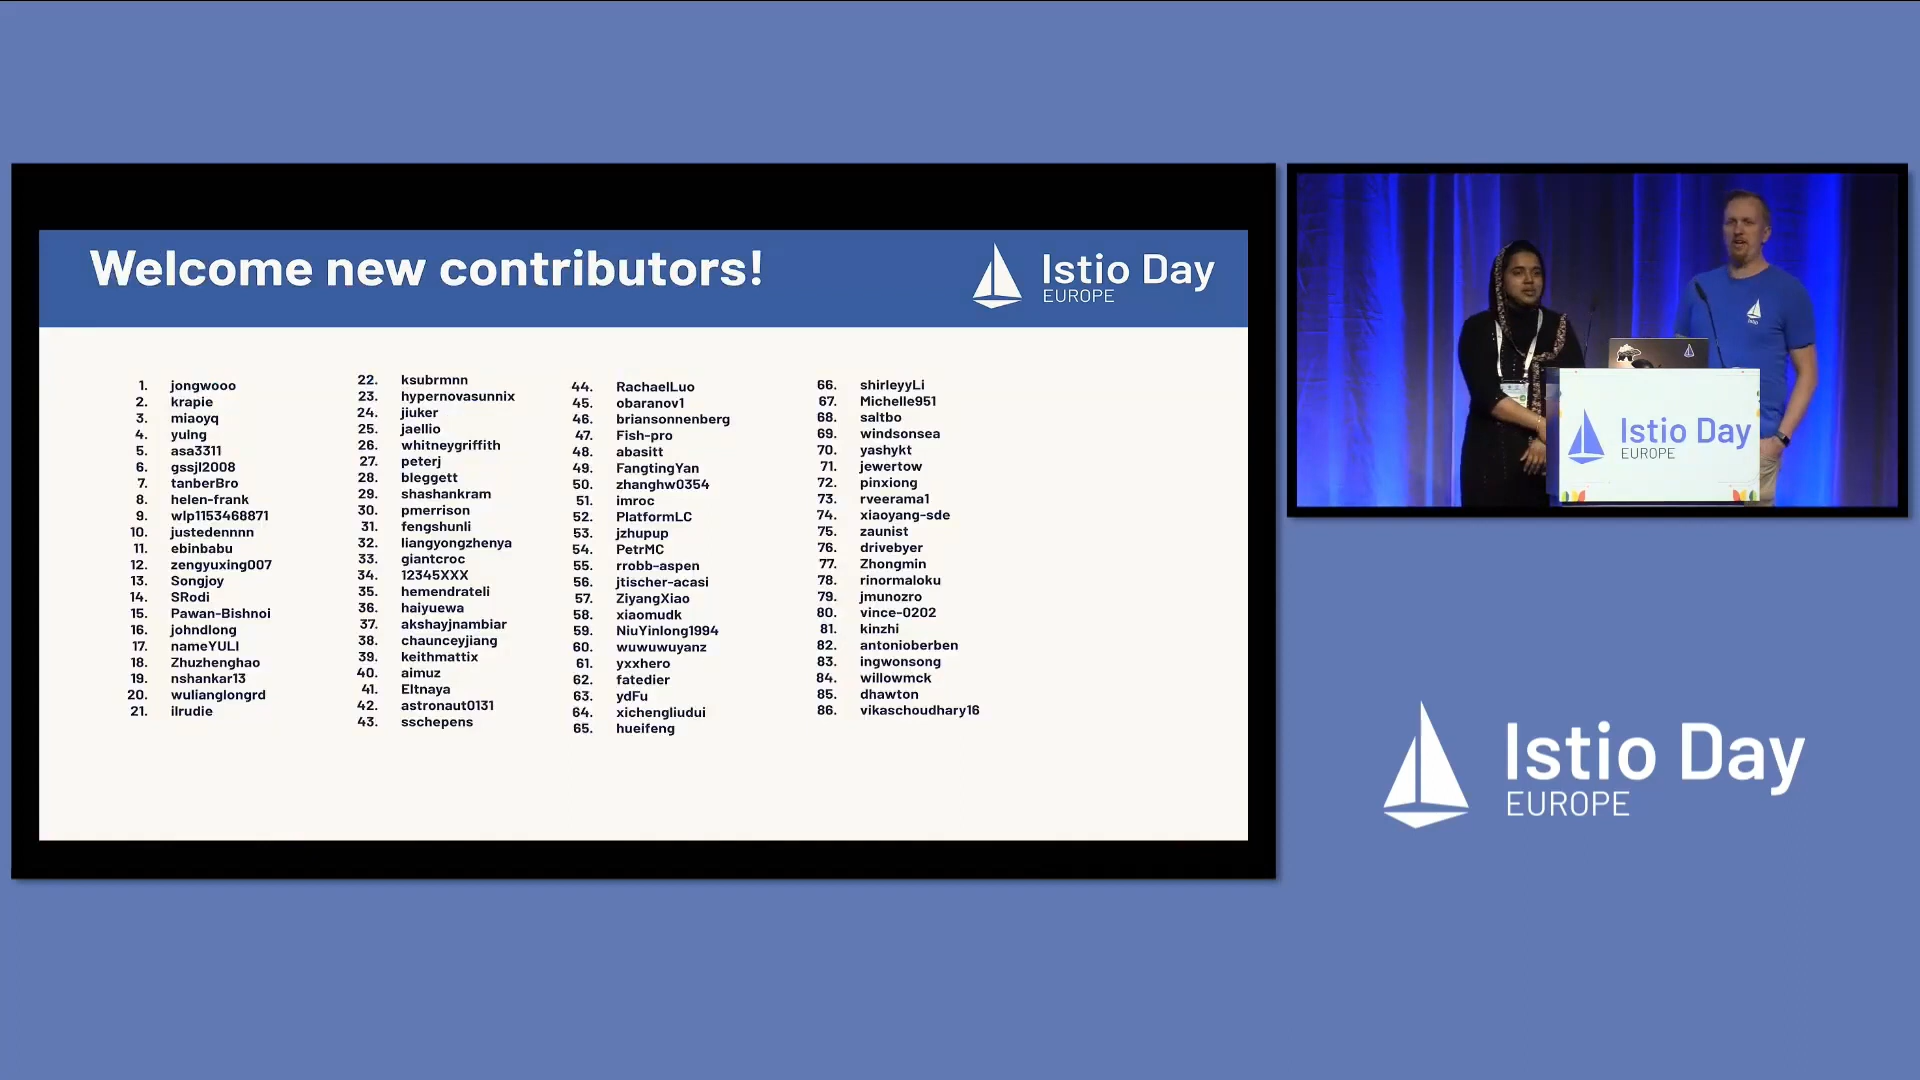 Welcome new contributors!
Istio Day
EUROPE
1. jongwooo
2. krapie
3. miaoyq
4. yulng
5. asa3311
6. gssjl2008
7. tanberBro
8. helen-frank
9. wlp1153468871
10. justedennnn
11. ebinbabu
12. zengyuxing007
13. Songjoy
14. SRodi
15. Pawan-Bishnoi
16. johndlong
17. nameYULI
18. Zhuzhenghao
19. nshankar13
20. wulianglongrd
21. ilrudie
22. ksubrmnn
23. hypernovasunnix
24. jiuker
25. jaellio
26. whitneygriffith
27. peterj
28. bleggett
29. shashankram
30. pmerrison
31. fengshunli
32. liangyongzhenya
33. giantcroc
34. 12345XXX
35. hemendrateli
36. haiyuewa
37. akshayjnambiar
38. chaunceyjiang
39. keithmattix
40. aimuz
41. Eltnaya
42. astronaut0131
43. sschepens
44. RachaelLuo
45. obaranov1
46. briansonnenberg
47. Fish-pro
48. abasitt
49. FangtingYan
50. zhanghw0354
51. imroc
52. PlatformLC
53. jzhupup
54. PetrMC
55. rrobb-aspen
56. jtischer-acasi
57. ZiyangXiao
58. xiaomudk
59. NiuYinlong1994
60. wuwuwuyanz
61. yxxhero
62. fatedier
63. ydFu
64. xichengliudui
65. hueifeng
66. shirleyyLi
67. Michelle951
68. saltbo
69. windsonsea
70. yashykt
71. jewertow
72. pinxiong
73. rveerama1
74. xiaoyang-sde
75. zaunist
76. drivebyer
77. Zhongmin
78. rinormaloku
79. jmunozro
80. vince-0202
81. kinzhi
82. antonioberben
83. ingwonsong
84. willowmck
85. dhawton
86. vikaschoudhary16
Istio
Istio Day
EUROPE
Istio Day
EUROPE